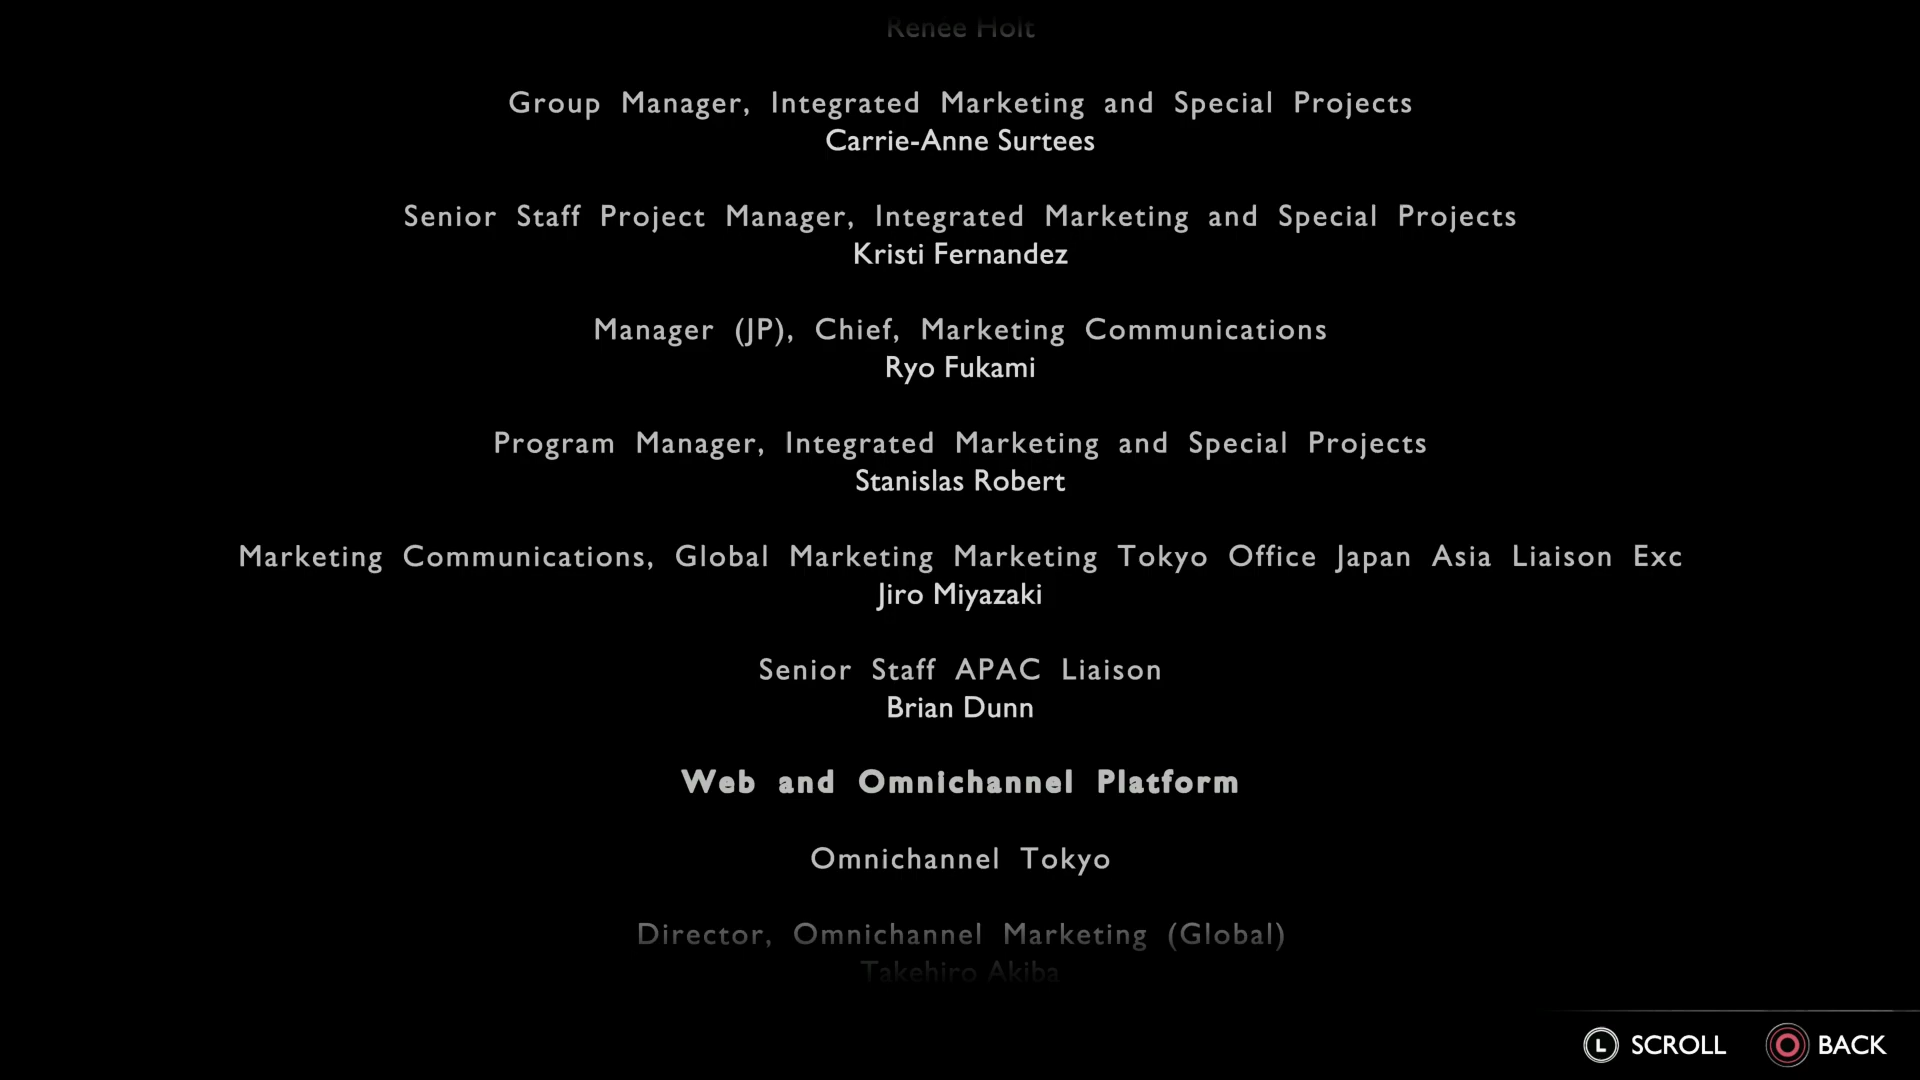 Renée Holt
Group Manager, Integrated Marketing and Special Projects
Carrie-Anne Surtees
Senior Staff Project Manager, Integrated Marketing and Special Projects
Kristi Fernandez
Manager (JP), Chief, Marketing Communications
Ryo Fukami
Program Manager, Integrated Marketing and Special Projects
Stanislas Robert
Marketing Communications, Global Marketing Marketing Tokyo Office Japan Asia Liaison Exc
Jiro Miyazaki
Senior Staff APAC Liaison
Brian Dunn
Web and Omnichannel Platform
Omnichannel Tokyo
Director, Omnichannel Marketing (Global)
Takehiro Akiba
L SCROLL BACK